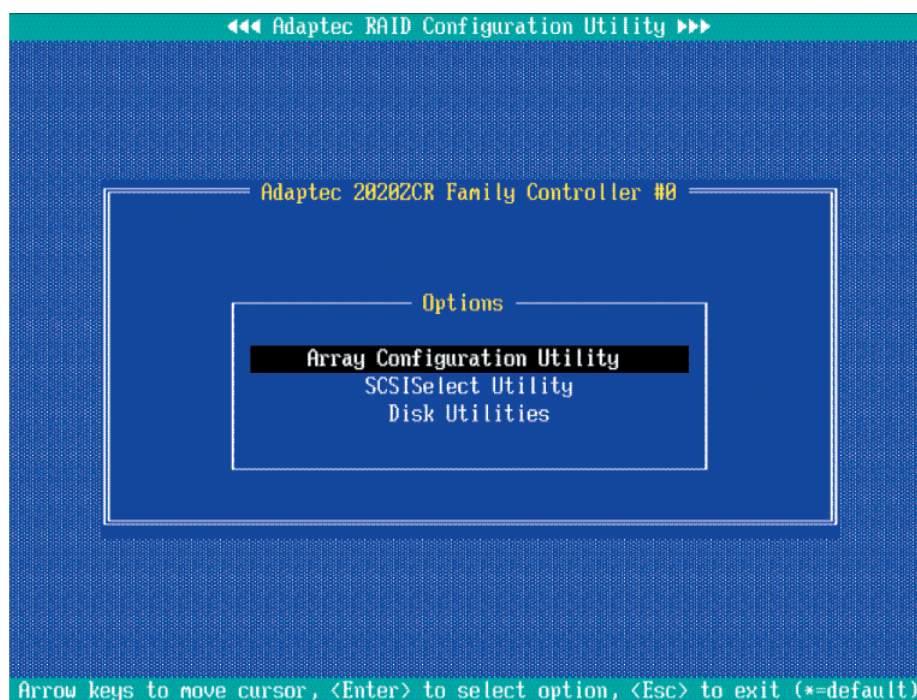 ◄◄◄ Adaptec RAID Configuration Utility ►►►
Adaptec 2020ZCR Family Controller #0
Options
Array Configuration Utility
SCSISelect Utility
Disk Utilities
Arrow keys to move cursor, <Enter> to select option, <Esc> to exit (*=default)